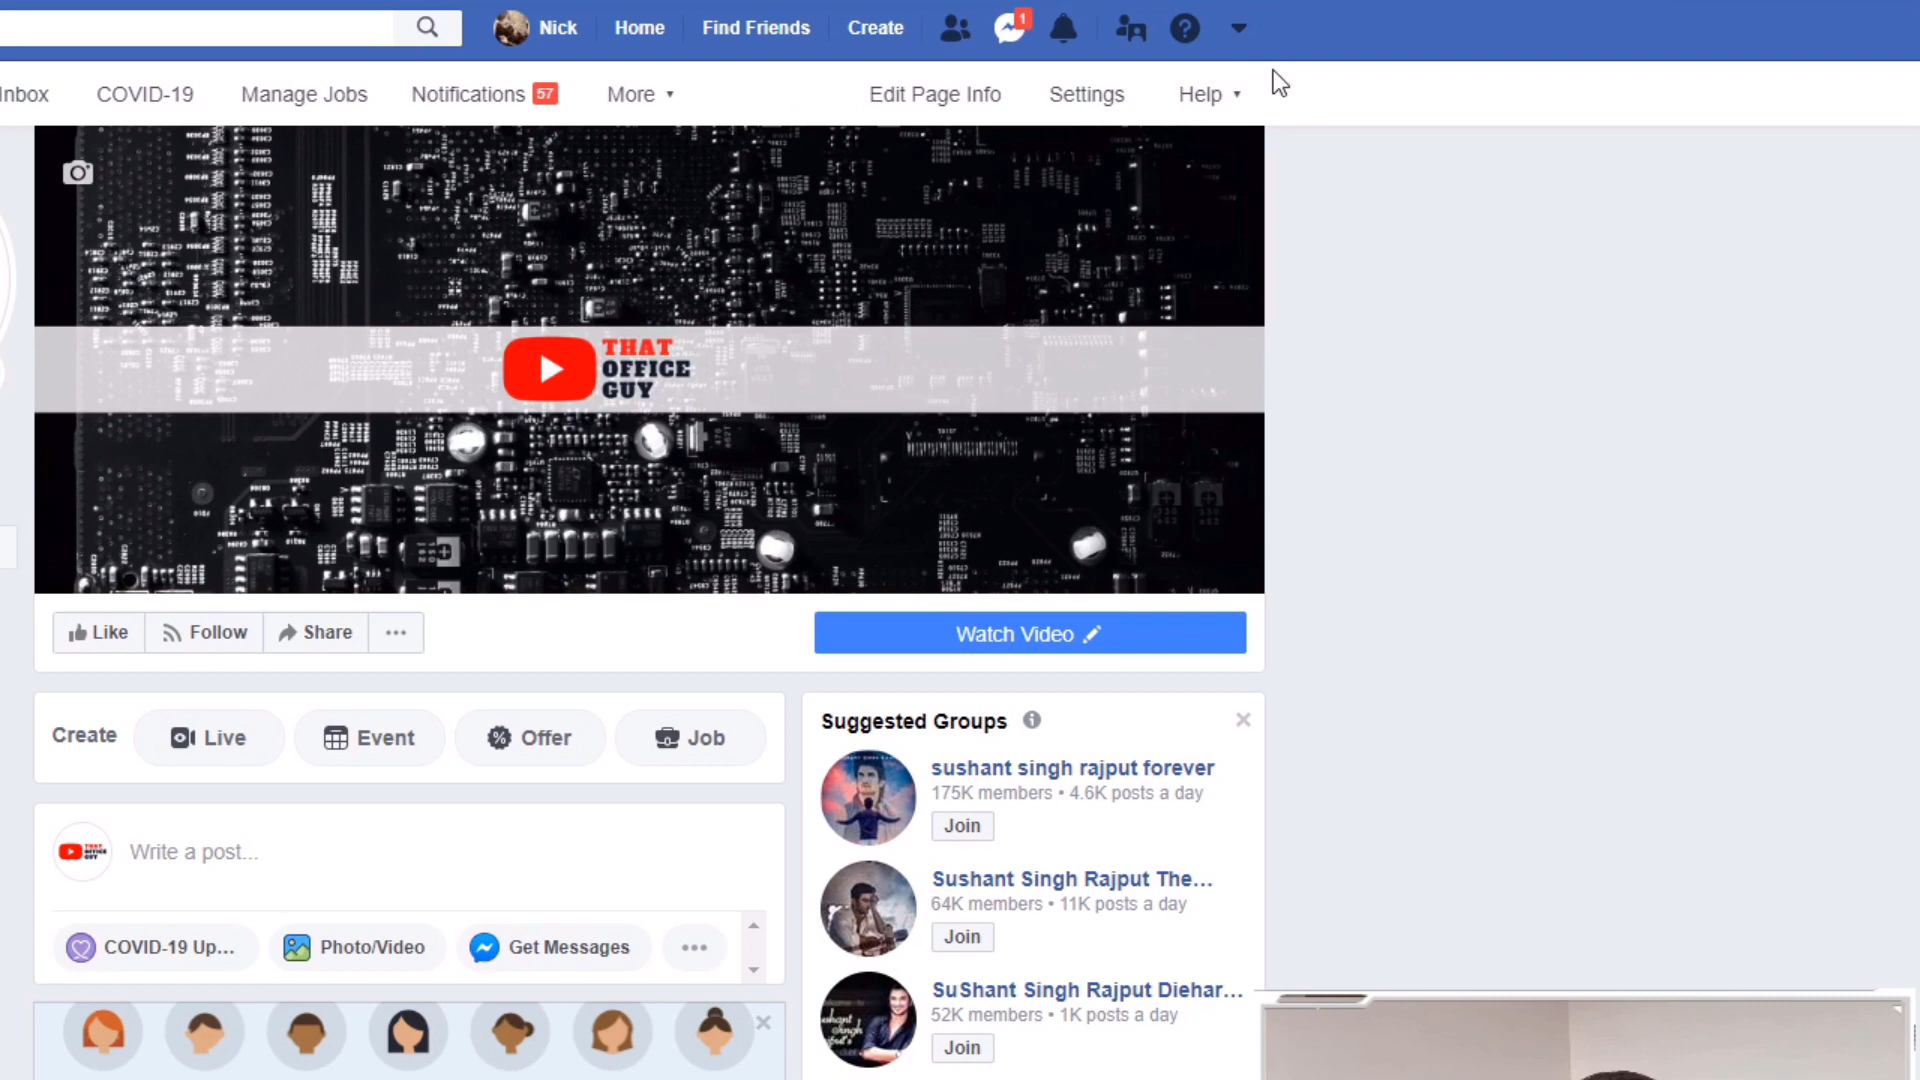 Nick Home Find Friends Create 1
Inbox COVID-19 Manage Jobs Notifications 57 More Edit Page Info Settings Help
THAT
OFFICE
GUY
Like Follow Share Watch Video
Create Live Event Offer Job
Write a post...
COVID-19 Up... Photo/Video Get Messages
Suggested Groups
sushant singh rajput forever
175K members • 4.6K posts a day
Join
Sushant Singh Rajput The...
64K members • 11K posts a day
Join
SuShant Singh Rajput Diehar...
52K members • 1K posts a day
Join